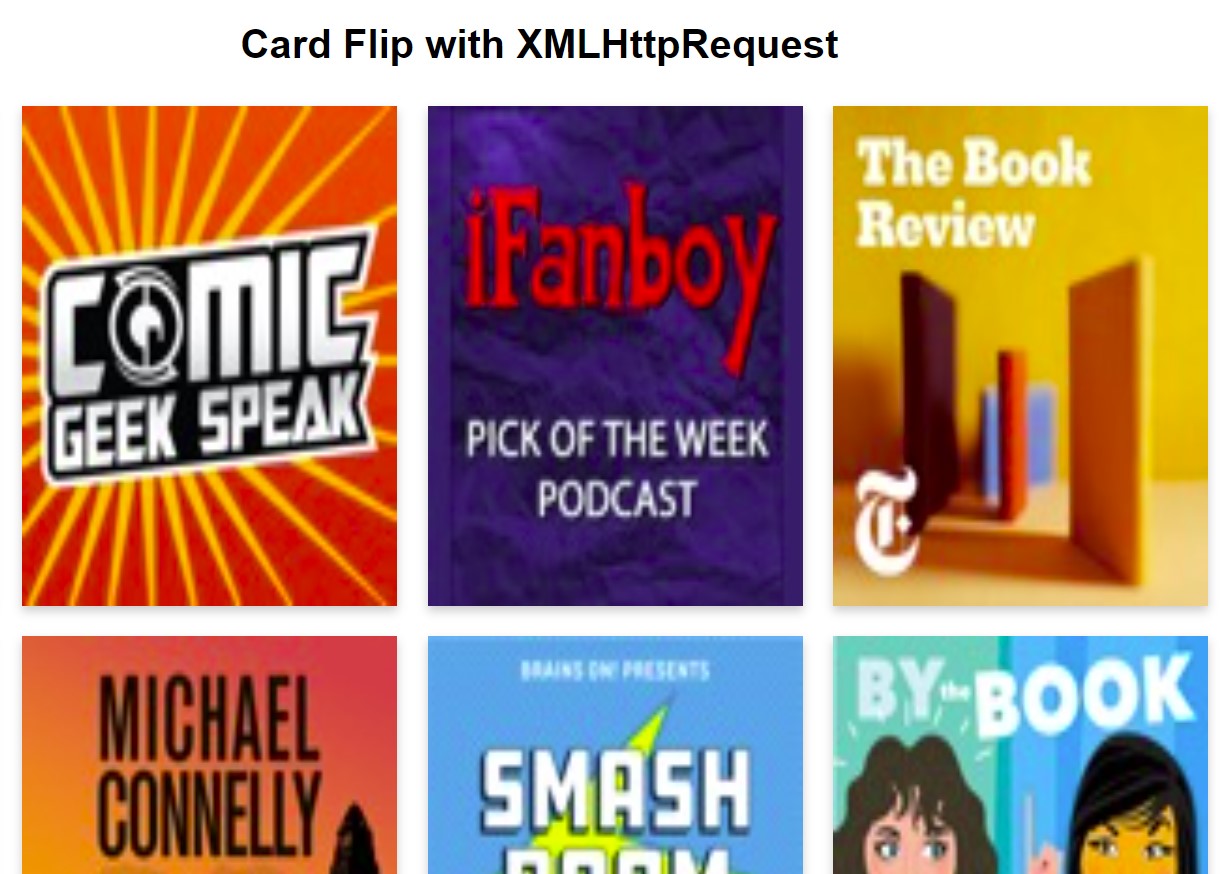 Card Flip with XMLHttpRequest
COMIC
GEEK SPEAK
iFanboy
PICK OF THE WEEK
PODCAST
The Book
Review
T
MICHAEL
CONNELLY
BRAINS ON! PRESENTS
SMASH
BOOM
BY the BOOK